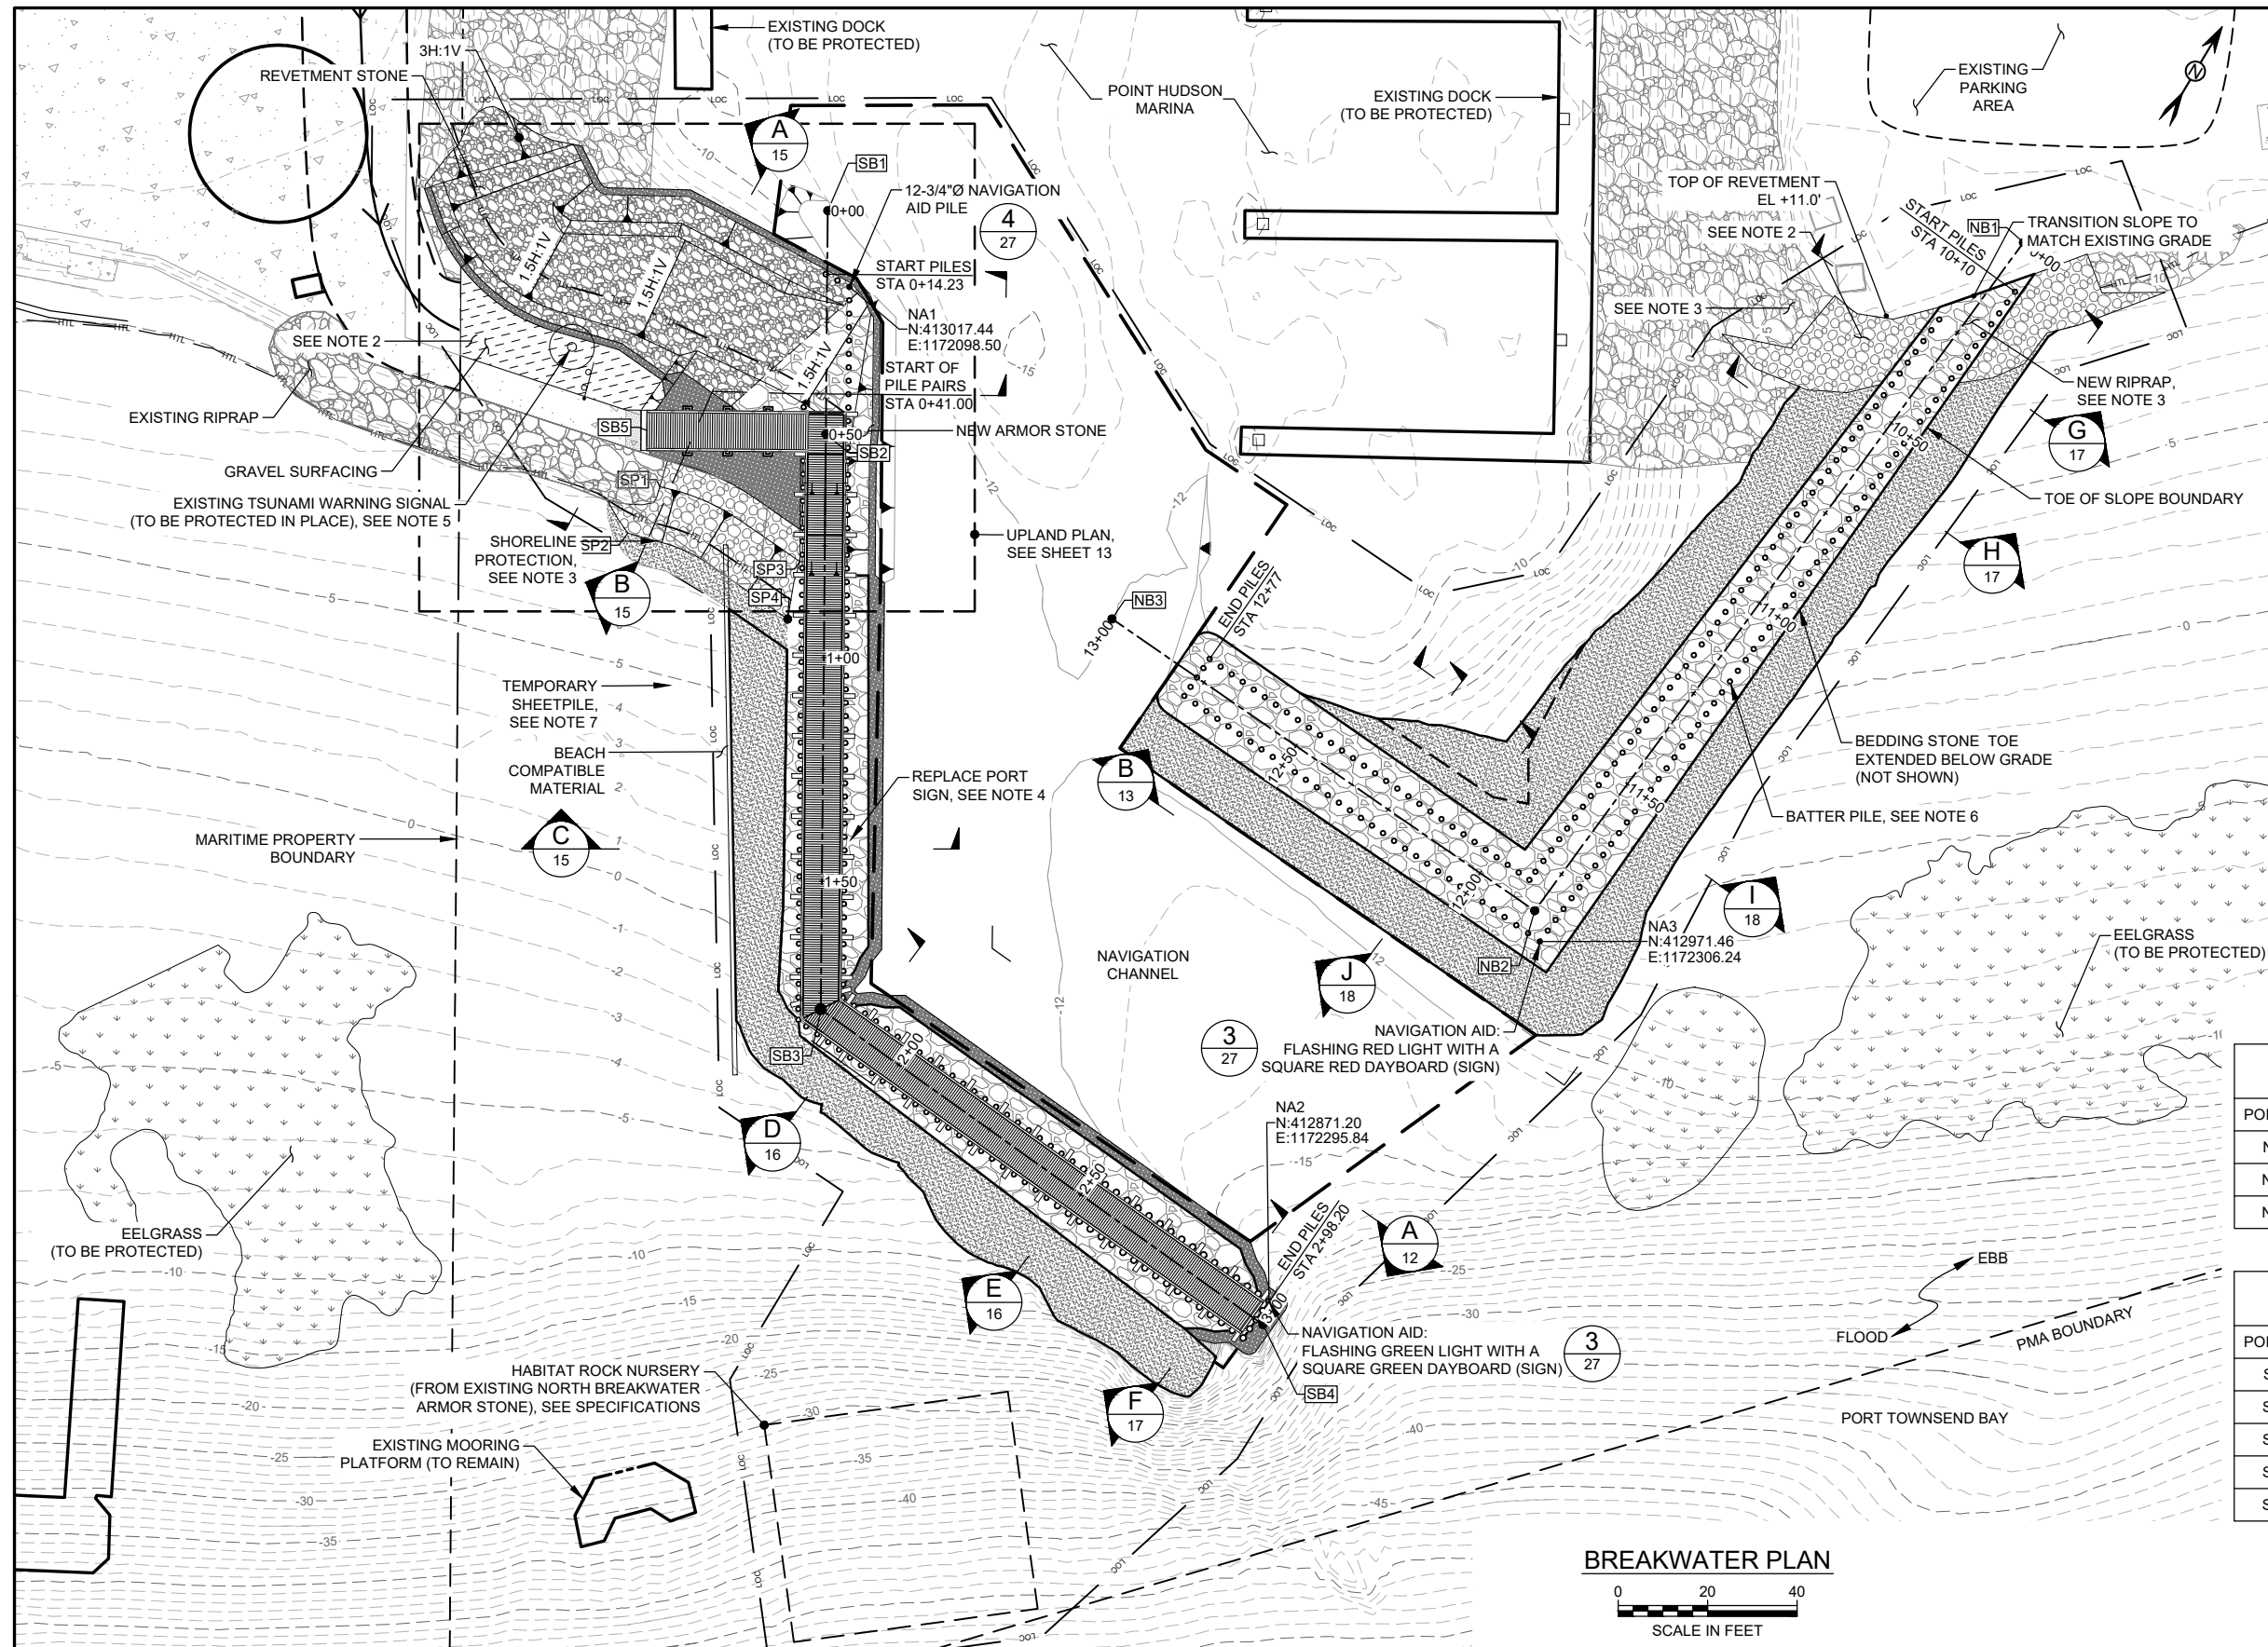 EXISTING DOCK
(TO BE PROTECTED)
3H:1V
REVETMENT STONE
POINT HUDSON
MARINA
EXISTING DOCK
(TO BE PROTECTED)
EXISTING
PARKING
AREA
N
A
15
SB1
0+00
12-3/4"Ø NAVIGATION
AID PILE
4
27
START PILES
STA 0+14.23
NA1
N:413017.44
E:1172098.50
START OF
PILE PAIRS
STA 0+41.00
0+50
SB2
NEW ARMOR STONE
1.5H:1V
1.5H:1V
1.5H:1V
TOP OF REVETMENT
EL +11.0'
SEE NOTE 2
SEE NOTE 3
START PILES
STA 10+10
NB1
TRANSITION SLOPE TO
MATCH EXISTING GRADE
NEW RIPRAP,
SEE NOTE 3
G
17
TOE OF SLOPE BOUNDARY
H
17
SEE NOTE 2
EXISTING RIPRAP
GRAVEL SURFACING
EXISTING TSUNAMI WARNING SIGNAL
(TO BE PROTECTED IN PLACE), SEE NOTE 5
SB5
SP1
SP2
SP3
SP4
SHORELINE
PROTECTION,
SEE NOTE 3
B
15
UPLAND PLAN,
SEE SHEET 13
NB3
13+00
END PILES
STA 12+77
10+50
11+00
11+50
12+00
12+50
1+00
TEMPORARY
SHEETPILE,
SEE NOTE 7
BEACH
COMPATIBLE
MATERIAL
B
13
REPLACE PORT
SIGN, SEE NOTE 4
BEDDING STONE TOE
EXTENDED BELOW GRADE
(NOT SHOWN)
BATTER PILE, SEE NOTE 6
MARITIME PROPERTY
BOUNDARY
C
15
1+50
I
18
NA3
N:412971.46
E:1172306.24
EELGRASS
(TO BE PROTECTED)
NAVIGATION
CHANNEL
J
18
NB2
SB3
2+00
3
27
NAVIGATION AID:
FLASHING RED LIGHT WITH A
SQUARE RED DAYBOARD (SIGN)
NA2
N:412871.20
E:1172295.84
D
16
2+50
END PILES
STA 2+98.20
A
12
3+00
EELGRASS
(TO BE PROTECTED)
E
16
EBB
FLOOD
PMA BOUNDARY
NAVIGATION AID:
FLASHING GREEN LIGHT WITH A
SQUARE GREEN DAYBOARD (SIGN)
3
27
SB4
HABITAT ROCK NURSERY
(FROM EXISTING NORTH BREAKWATER
ARMOR STONE), SEE SPECIFICATIONS
F
17
PORT TOWNSEND BAY
EXISTING MOORING
PLATFORM (TO REMAIN)
BREAKWATER PLAN
0 20 40
SCALE IN FEET